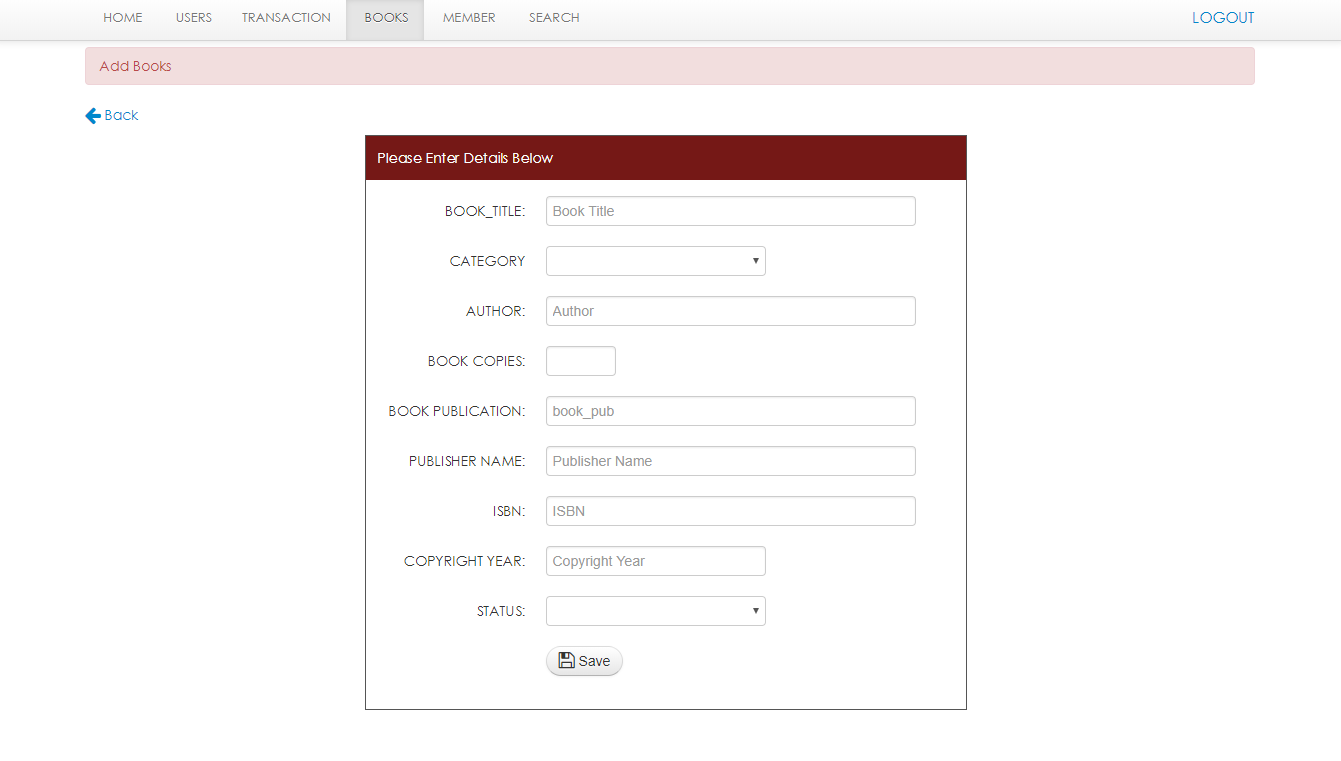 HOME USERS TRANSACTION BOOKS MEMBER SEARCH LOGOUT
Add Books
Back
Please Enter Details Below
BOOK_TITLE: Book Title
CATEGORY
AUTHOR: Author
BOOK COPIES:
BOOK PUBLICATION: book_pub
PUBLISHER NAME: Publisher Name
ISBN: ISBN
COPYRIGHT YEAR: Copyright Year
STATUS:
Save